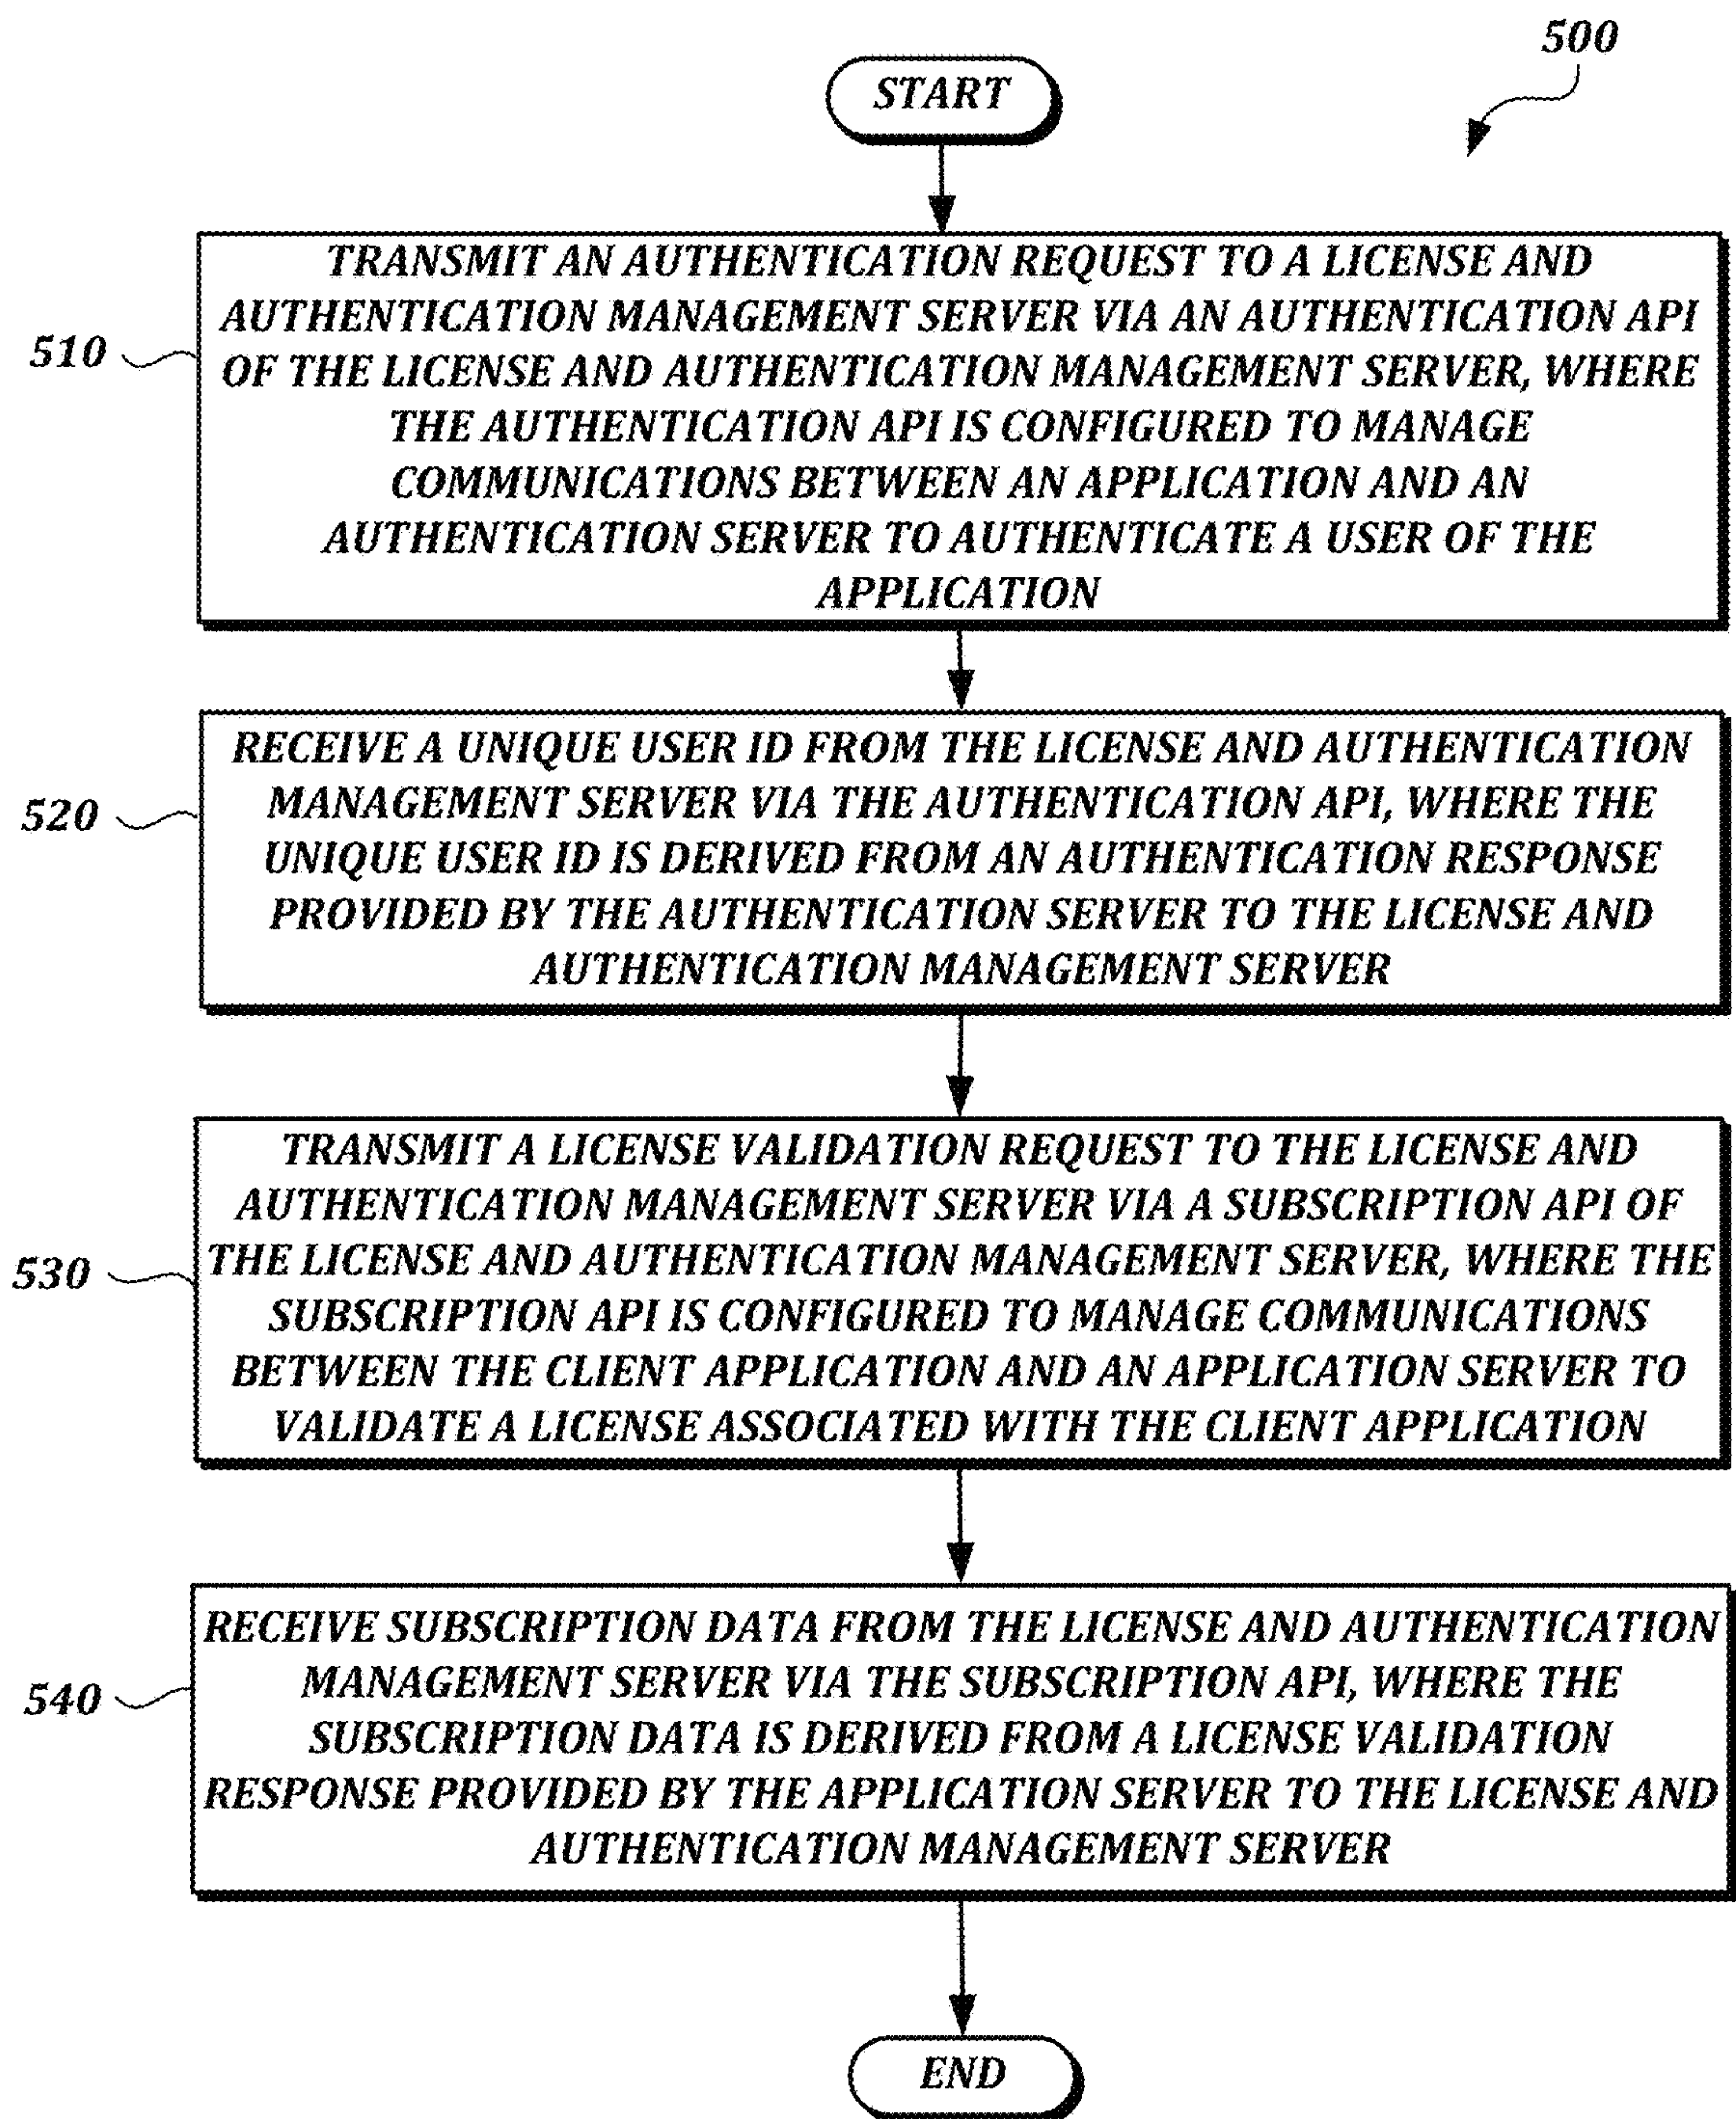 500
START
TRANSMIT AN AUTHENTICATION REQUEST TO A LICENSE AND
AUTHENTICATION MANAGEMENT SERVER VIA AN AUTHENTICATION API
OF THE LICENSE AND AUTHENTICATION MANAGEMENT SERVER, WHERE
THE AUTHENTICATION API IS CONFIGURED TO MANAGE
COMMUNICATIONS BETWEEN AN APPLICATION AND AN
AUTHENTICATION SERVER TO AUTHENTICATE A USER OF THE
APPLICATION
510
RECEIVE A UNIQUE USER ID FROM THE LICENSE AND AUTHENTICATION
MANAGEMENT SERVER VIA THE AUTHENTICATION API, WHERE THE
UNIQUE USER ID IS DERIVED FROM AN AUTHENTICATION RESPONSE
PROVIDED BY THE AUTHENTICATION SERVER TO THE LICENSE AND
AUTHENTICATION MANAGEMENT SERVER
520
TRANSMIT A LICENSE VALIDATION REQUEST TO THE LICENSE AND
AUTHENTICATION MANAGEMENT SERVER VIA A SUBSCRIPTION API OF
THE LICENSE AND AUTHENTICATION MANAGEMENT SERVER, WHERE THE
SUBSCRIPTION API IS CONFIGURED TO MANAGE COMMUNICATIONS
BETWEEN THE CLIENT APPLICATION AND AN APPLICATION SERVER TO
VALIDATE A LICENSE ASSOCIATED WITH THE CLIENT APPLICATION
530
RECEIVE SUBSCRIPTION DATA FROM THE LICENSE AND AUTHENTICATION
MANAGEMENT SERVER VIA THE SUBSCRIPTION API, WHERE THE
SUBSCRIPTION DATA IS DERIVED FROM A LICENSE VALIDATION
RESPONSE PROVIDED BY THE APPLICATION SERVER TO THE LICENSE AND
AUTHENTICATION MANAGEMENT SERVER
540
END